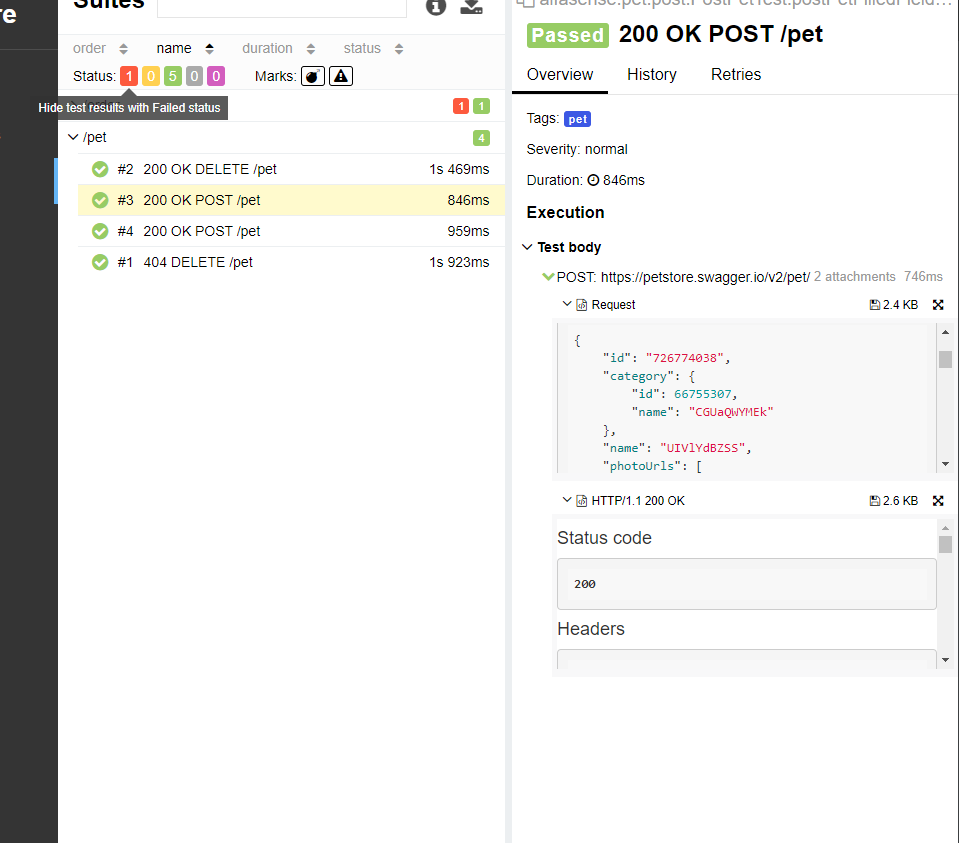 re
Suites
order name duration status
Status: 1 0 5 0 0 Marks:
Hide test results with Failed status
1 1
/pet 4
#2 200 OK DELETE /pet 1s 469ms
#3 200 OK POST /pet 846ms
#4 200 OK POST /pet 959ms
#1 404 DELETE /pet 1s 923ms
Passed 200 OK POST /pet
Overview History Retries
Tags: pet
Severity: normal
Duration: 846ms
Execution
Test body
POST: https://petstore.swagger.io/v2/pet/ 2 attachments 746ms
Request 2.4 KB
{
"id": "726774038",
"category": {
"id": 66755307,
"name": "CGUaQWYMEk"
},
"name": "UIVlYdBZSS",
"photoUrls": [
HTTP/1.1 200 OK 2.6 KB
Status code
200
Headers